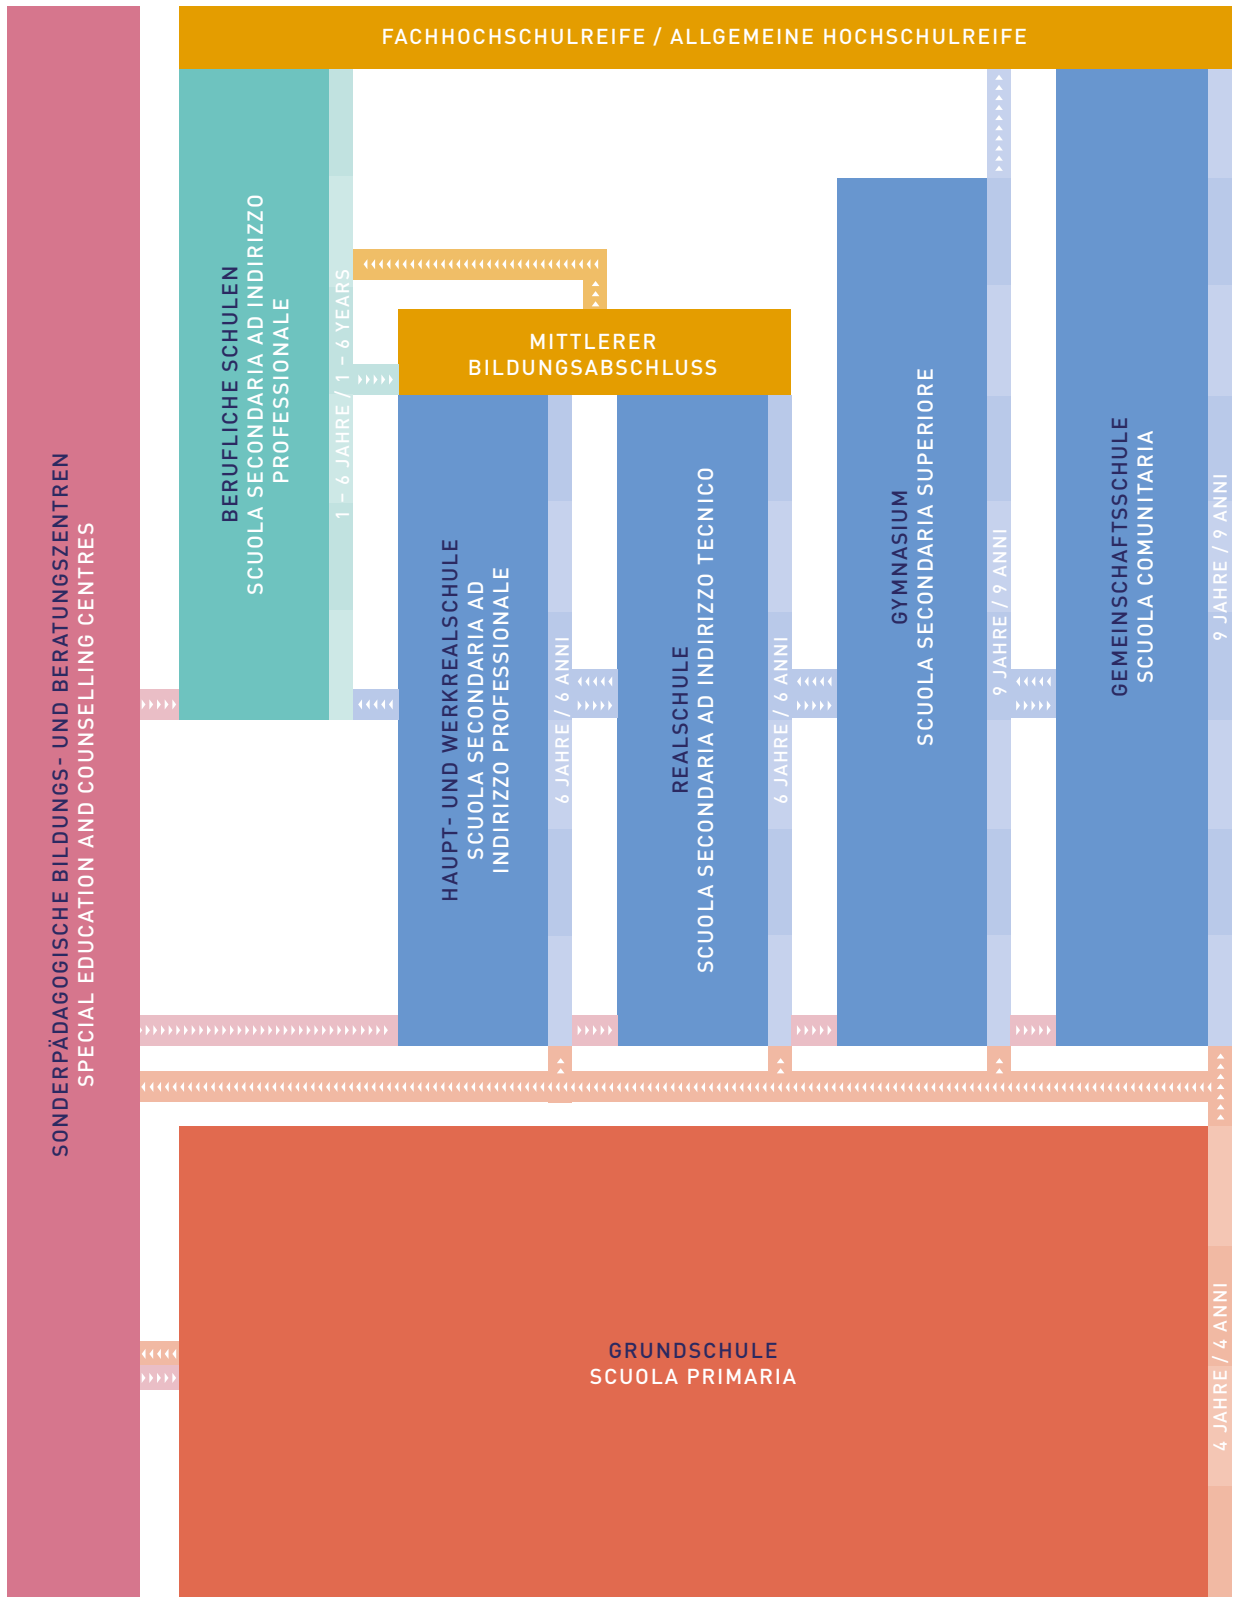 FACHHOCHSCHULREIFE / ALLGEMEINE HOCHSCHULREIFE
SONDERPÄDAGOGISCHE BILDUNGS- UND BERATUNGSZENTREN
SPECIAL EDUCATION AND COUNSELLING CENTRES
BERUFLICHE SCHULEN
SCUOLA SECONDARIA AD INDIRIZZO
PROFESSIONALE
1 – 6 JAHRE / 1 – 6 YEARS
MITTLERER
BILDUNGSABSCHLUSS
HAUPT- UND WERKREALSCHULE
SCUOLA SECONDARIA AD
INDIRIZZO PROFESSIONALE
6 JAHRE / 6 ANNI
REALSCHULE
SCUOLA SECONDARIA AD INDIRIZZO TECNICO
6 JAHRE / 6 ANNI
GYMNASIUM
SCUOLA SECONDARIA SUPERIORE
9 JAHRE / 9 ANNI
GEMEINSCHAFTSSCHULE
SCUOLA COMUNITARIA
9 JAHRE / 9 ANNI
GRUNDSCHULE
SCUOLA PRIMARIA
4 JAHRE / 4 ANNI